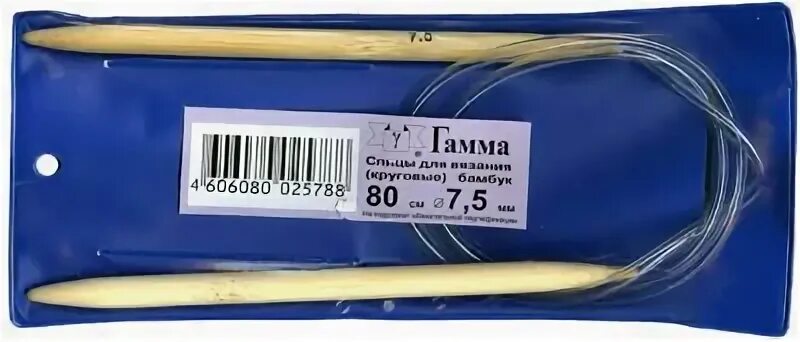 7.5
γ Гамма
Спицы для вязания
(круговые) бамбук
80 см ⌀ 7,5 мм
4 606080 025788